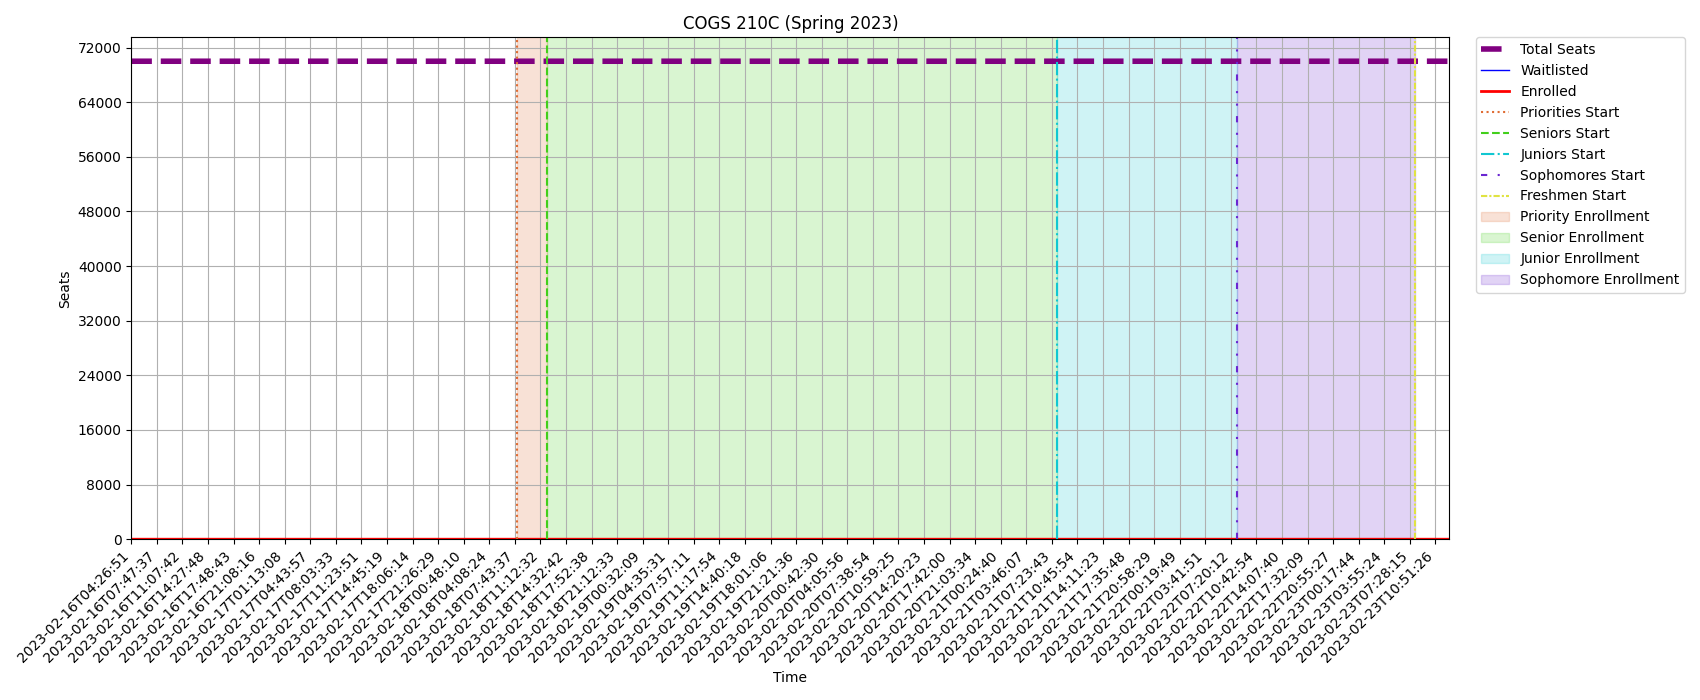 COGS 210C (Spring 2023)
72000
64000
56000
48000
40000
32000
24000
16000
8000
0
Seats
2023-02-16T04:26:51
2023-02-16T07:47:37
2023-02-16T11:07:42
2023-02-16T14:27:48
2023-02-16T17:48:43
2023-02-16T21:08:16
2023-02-17T01:13:08
2023-02-17T04:43:57
2023-02-17T08:03:33
2023-02-17T11:23:51
2023-02-17T14:45:19
2023-02-17T18:06:14
2023-02-17T21:26:29
2023-02-18T00:48:10
2023-02-18T04:08:24
2023-02-18T07:43:37
2023-02-18T11:12:32
2023-02-18T14:32:42
2023-02-18T17:52:38
2023-02-18T21:12:33
2023-02-19T00:32:09
2023-02-19T04:35:31
2023-02-19T07:57:11
2023-02-19T11:17:54
2023-02-19T14:40:18
2023-02-19T18:01:06
2023-02-19T21:21:36
2023-02-20T00:42:30
2023-02-20T04:05:56
2023-02-20T07:38:54
2023-02-20T10:59:25
2023-02-20T14:20:23
2023-02-20T17:42:00
2023-02-20T21:03:34
2023-02-21T00:24:40
2023-02-21T03:46:07
2023-02-21T07:23:43
2023-02-21T10:45:54
2023-02-21T14:11:23
2023-02-21T17:35:48
2023-02-21T20:58:29
2023-02-22T00:19:49
2023-02-22T03:41:51
2023-02-22T07:20:12
2023-02-22T10:42:54
2023-02-22T14:07:40
2023-02-22T17:32:09
2023-02-22T20:55:27
2023-02-23T00:17:44
2023-02-23T03:55:24
2023-02-23T07:28:15
2023-02-23T10:51:26
Time
Total Seats
Waitlisted
Enrolled
Priorities Start
Seniors Start
Juniors Start
Sophomores Start
Freshmen Start
Priority Enrollment
Senior Enrollment
Junior Enrollment
Sophomore Enrollment